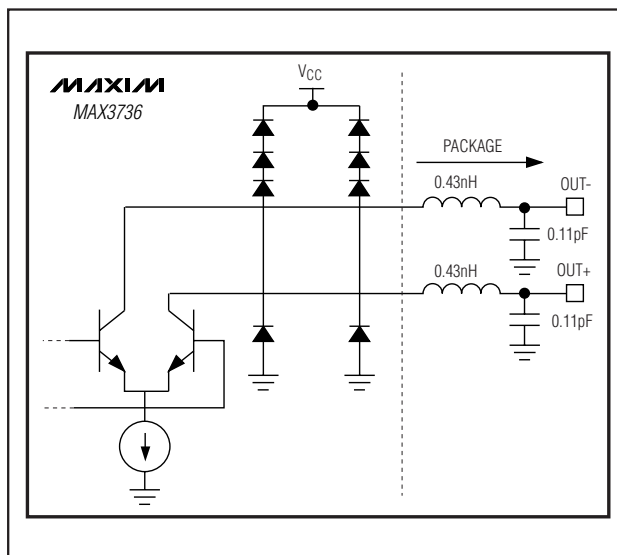 MAXIM
MAX3736
VCC
PACKAGE
0.43nH
OUT-
0.11pF
0.43nH
OUT+
0.11pF